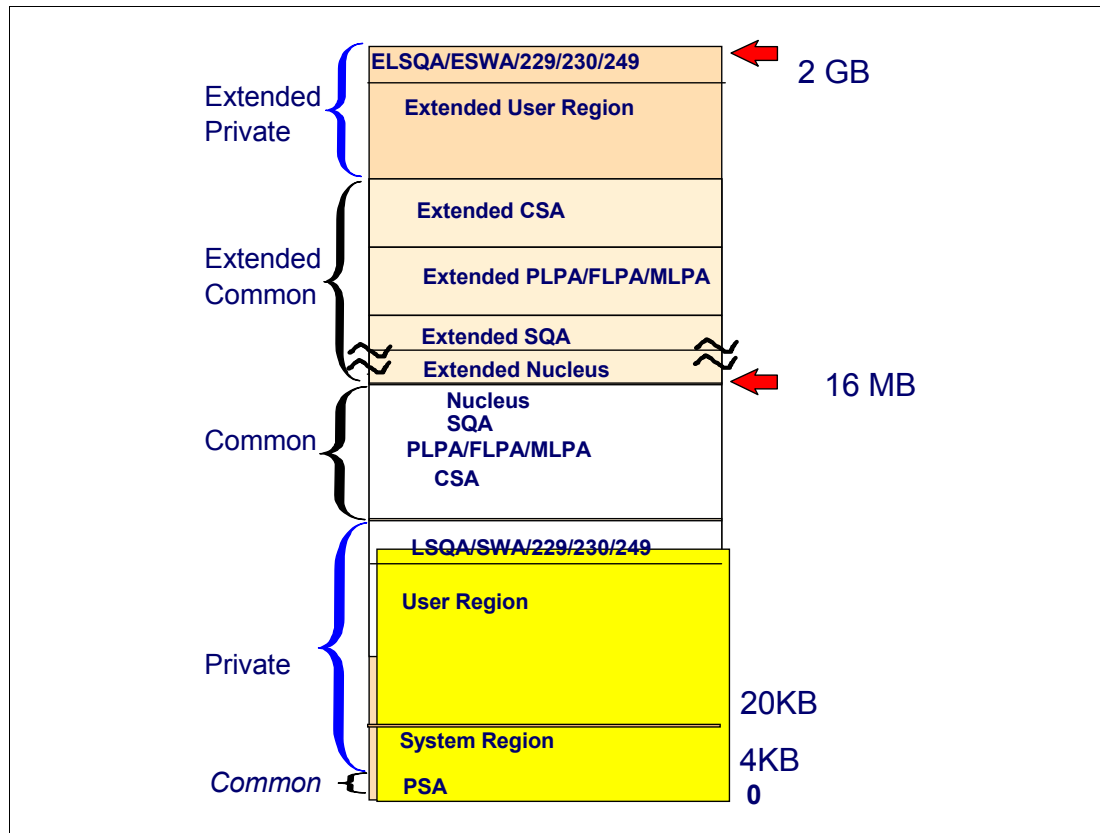 ELSQA/ESWA/229/230/249
2 GB
Extended
Private
Extended User Region
Extended CSA
Extended
Common
Extended PLPA/FLPA/MLPA
Extended SQA
Extended Nucleus
16 MB
Nucleus
SQA
Common
PLPA/FLPA/MLPA
CSA
LSQA/SWA/229/230/249
User Region
Private
20KB
System Region
4KB
Common
PSA
0